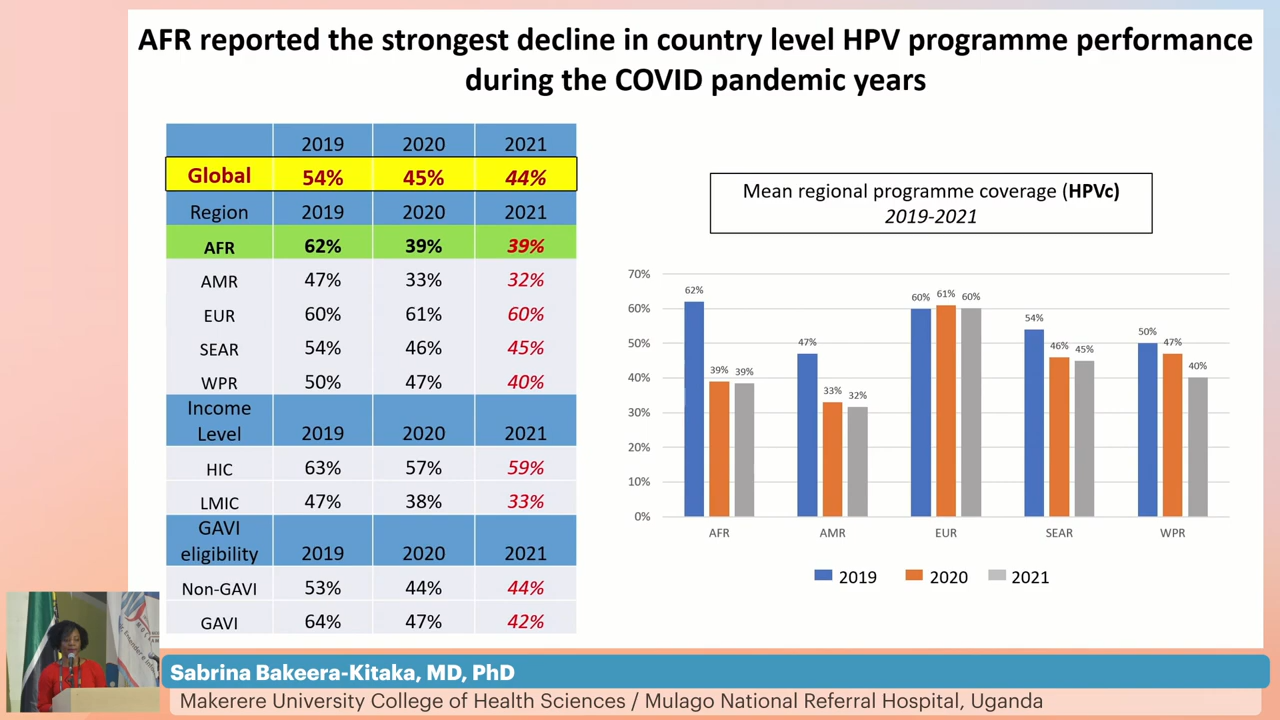 AFR reported the strongest decline in country level HPV programme performance
during the COVID pandemic years
2019 2020 2021
Global 54% 45% 44%
Region 2019 2020 2021
AFR 62% 39% 39%
AMR 47% 33% 32%
EUR 60% 61% 60%
SEAR 54% 46% 45%
WPR 50% 47% 40%
Income
Level 2019 2020 2021
HIC 63% 57% 59%
LMIC 47% 38% 33%
GAVI
eligibility 2019 2020 2021
Non-GAVI 53% 44% 44%
GAVI 64% 47% 42%
Mean regional programme coverage (HPVc)
2019-2021
70%
60%
50%
40%
30%
20%
10%
0%
62% 39% 39%
47% 33% 32%
60% 61% 60%
54% 46% 45%
50% 47% 40%
AFR AMR EUR SEAR WPR
2019 2020 2021
Sabrina Bakeera-Kitaka, MD, PhD
Makerere University College of Health Sciences / Mulago National Referral Hospital, Uganda